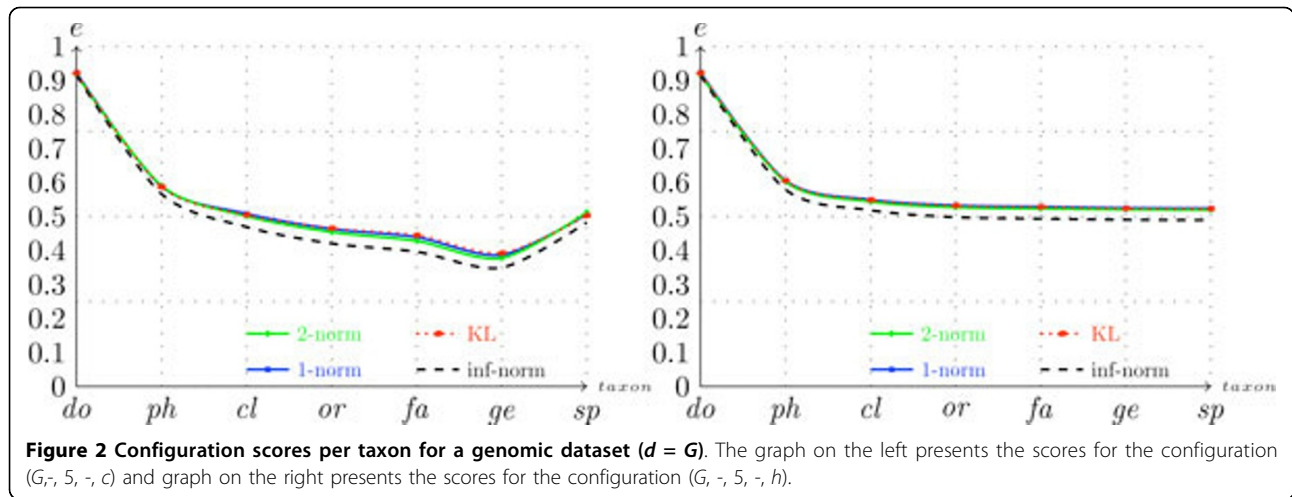 e
1
0.9
0.8
0.7
0.6
0.5
0.4
0.3
0.2
0.1
0
2-norm
KL
1-norm
inf-norm
taxon
do ph cl or fa ge sp
e
1
0.9
0.8
0.7
0.6
0.5
0.4
0.3
0.2
0.1
0
2-norm
KL
1-norm
inf-norm
taxon
do ph cl or fa ge sp
Figure 2 Configuration scores per taxon for a genomic dataset (d = G). The graph on the left presents the scores for the configuration
(G,-, 5, -, c) and graph on the right presents the scores for the configuration (G, -, 5, -, h).